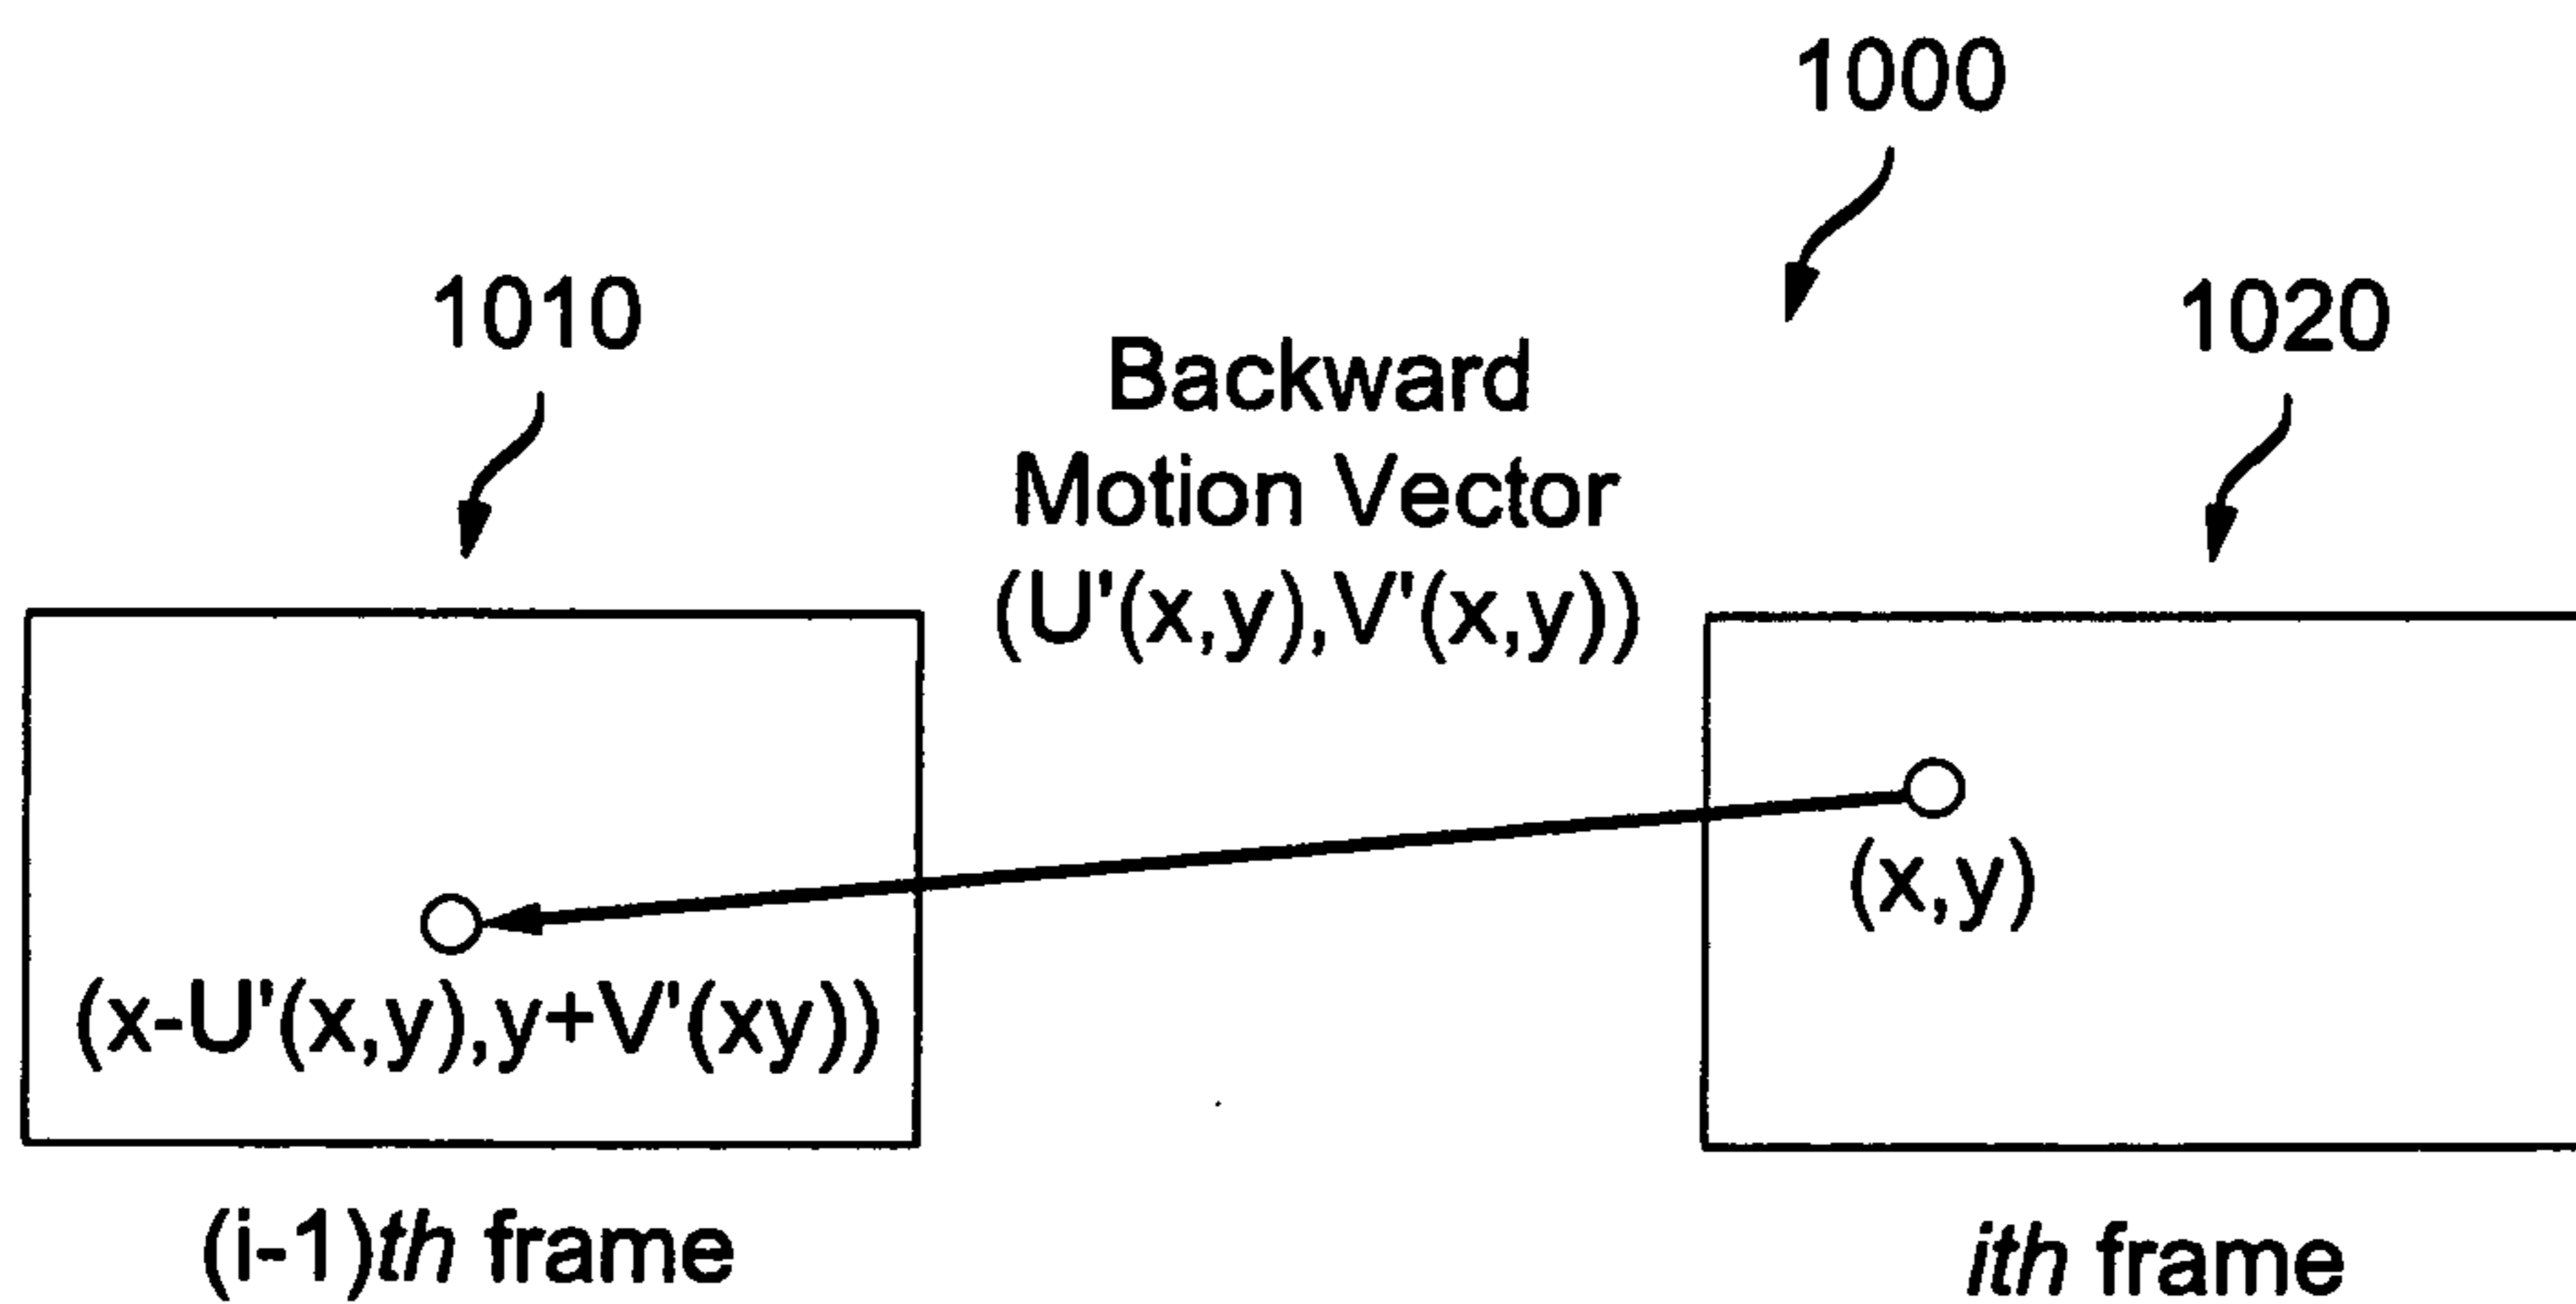 1000
1010
1020
Backward
Motion Vector
(U'(x,y),V'(x,y))
(x,y)
(x-U'(x,y),y+V'(xy))
(i-1)th frame
ith frame